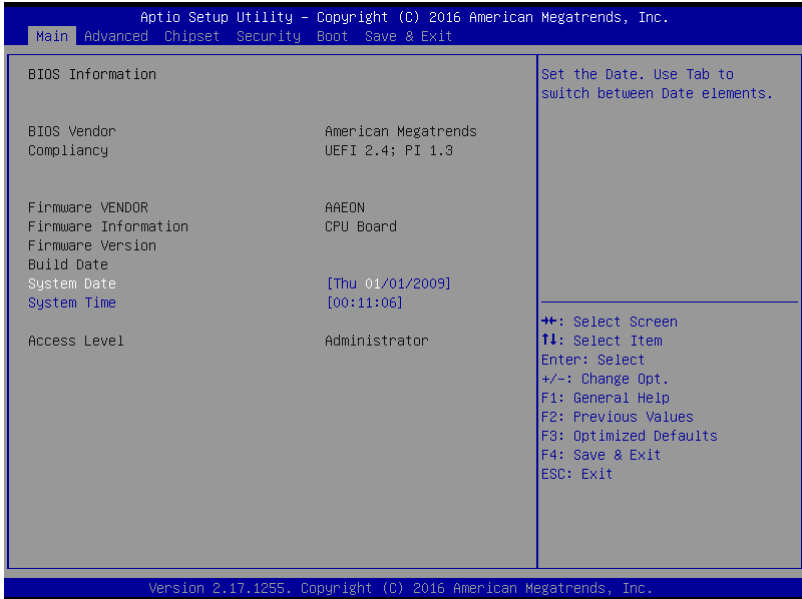 Aptio Setup Utility – Copyright (C) 2016 American Megatrends, Inc.
Main Advanced Chipset Security Boot Save & Exit
BIOS Information
BIOS Vendor American Megatrends
Compliancy UEFI 2.4; PI 1.3
Firmware VENDOR AAEON
Firmware Information CPU Board
Firmware Version
Build Date
System Date [Thu 01/01/2009]
System Time [00:11:06]
Access Level Administrator
Set the Date. Use Tab to
switch between Date elements.
→←: Select Screen
↑↓: Select Item
Enter: Select
+/-: Change Opt.
F1: General Help
F2: Previous Values
F3: Optimized Defaults
F4: Save & Exit
ESC: Exit
Version 2.17.1255. Copyright (C) 2016 American Megatrends, Inc.